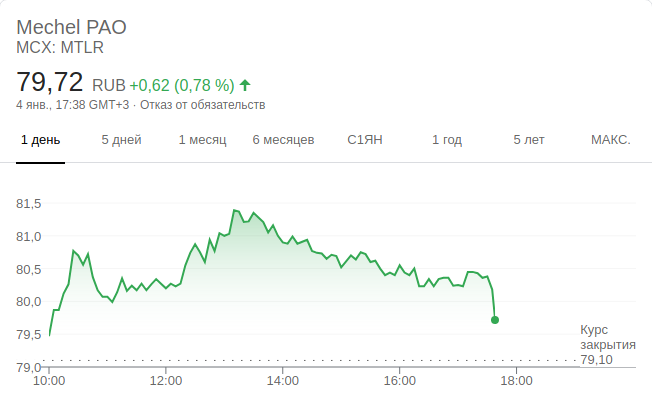 Mechel PAO
MCX: MTLR
79,72 RUB +0,62 (0,78 %)
4 янв., 17:38 GMT+3 · Отказ от обязательств
1 день 5 дней 1 месяц 6 месяцев С1ЯН 1 год 5 лет МАКС.
81,5
81,0
80,5
80,0
79,5
79,0
Курс
закрытия
79,10
10:00 12:00 14:00 16:00 18:00